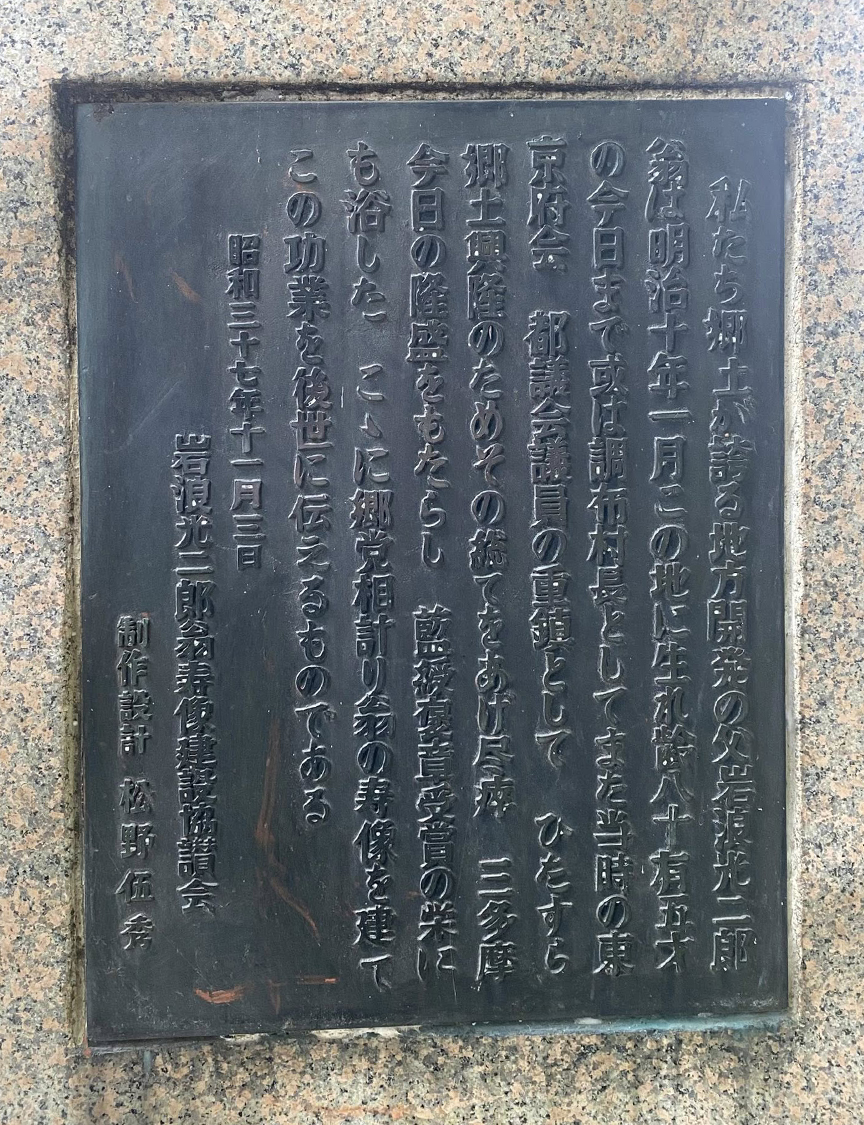 私たち郷土が誇る地方開発の父岩浪光二郎
翁は明治十年一月この地に生れ齢八十有五才
の今日まで或は調布村長としてまた当時の東
京府会　都議会議員の重鎮として　ひたすら
郷土興隆のためその総てをあげ尽瘁　三多摩
今日の隆盛をもたらし　藍綬褒章受賞の栄に
も浴した　こゝに郷党相計り翁の寿像を建て
この功業を後世に伝えるものである
昭和三十七年十一月三日
岩浪光二郎翁寿像建設協賛会
制作設計　松野伍秀